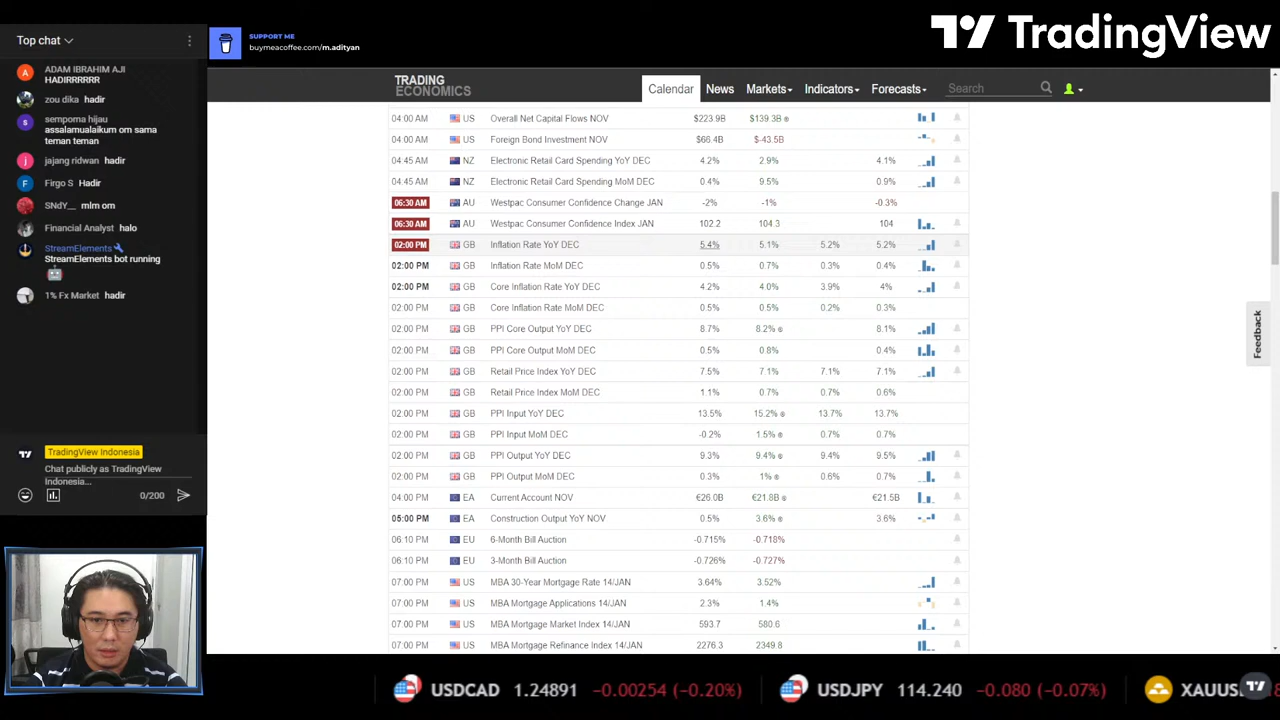 Top chat
ADAM IBRAHIM AJI
HADIRRRRRR
zou dika hadir
sempoma hijau
assalamualaikum om sama
teman teman
jajang ridwan hadir
Firgo S Hadir
SNdY__ mlm om
Financial Analyst halo
StreamElements
StreamElements bot running
1% Fx Market hadir
TradingView Indonesia
Chat publicly as TradingView
Indonesia...
0/200
SUPPORT ME
buymeacoffee.com/m.adityan
TradingView
TRADING
ECONOMICS
Calendar News Markets Indicators Forecasts Search
04:00 AM US Overall Net Capital Flows NOV $223.9B $139.3B ®
04:00 AM US Foreign Bond Investment NOV $66.4B $-43.5B
04:45 AM NZ Electronic Retail Card Spending YoY DEC 4.2% 2.9% 4.1%
04:45 AM NZ Electronic Retail Card Spending MoM DEC 0.4% 9.5% 0.9%
06:30 AM AU Westpac Consumer Confidence Change JAN -2% -1% -0.3%
06:30 AM AU Westpac Consumer Confidence Index JAN 102.2 104.3 104
02:00 PM GB Inflation Rate YoY DEC 5.4% 5.1% 5.2% 5.2%
02:00 PM GB Inflation Rate MoM DEC 0.5% 0.7% 0.3% 0.4%
02:00 PM GB Core Inflation Rate YoY DEC 4.2% 4.0% 3.9% 4%
02:00 PM GB Core Inflation Rate MoM DEC 0.5% 0.5% 0.2% 0.3%
02:00 PM GB PPI Core Output YoY DEC 8.7% 8.2% ® 8.1%
02:00 PM GB PPI Core Output MoM DEC 0.5% 0.8% 0.4%
02:00 PM GB Retail Price Index YoY DEC 7.5% 7.1% 7.1% 7.1%
02:00 PM GB Retail Price Index MoM DEC 1.1% 0.7% 0.7% 0.6%
02:00 PM GB PPI Input YoY DEC 13.5% 15.2% ® 13.7% 13.7%
02:00 PM GB PPI Input MoM DEC -0.2% 1.5% ® 0.7% 0.7%
02:00 PM GB PPI Output YoY DEC 9.3% 9.4% ® 9.4% 9.5%
02:00 PM GB PPI Output MoM DEC 0.3% 1% ® 0.6% 0.7%
04:00 PM EA Current Account NOV €26.0B €21.8B ® €21.5B
05:00 PM EA Construction Output YoY NOV 0.5% 3.6% ® 3.6%
06:10 PM EU 6-Month Bill Auction -0.715% -0.718%
06:10 PM EU 3-Month Bill Auction -0.726% -0.727%
07:00 PM US MBA 30-Year Mortgage Rate 14/JAN 3.64% 3.52%
07:00 PM US MBA Mortgage Applications 14/JAN 2.3% 1.4%
07:00 PM US MBA Mortgage Market Index 14/JAN 593.7 580.6
07:00 PM US MBA Mortgage Refinance Index 14/JAN 2276.3 2349.8
Feedback
USDCAD 1.24891 -0.00254 (-0.20%) USDJPY 114.240 -0.080 (-0.07%)